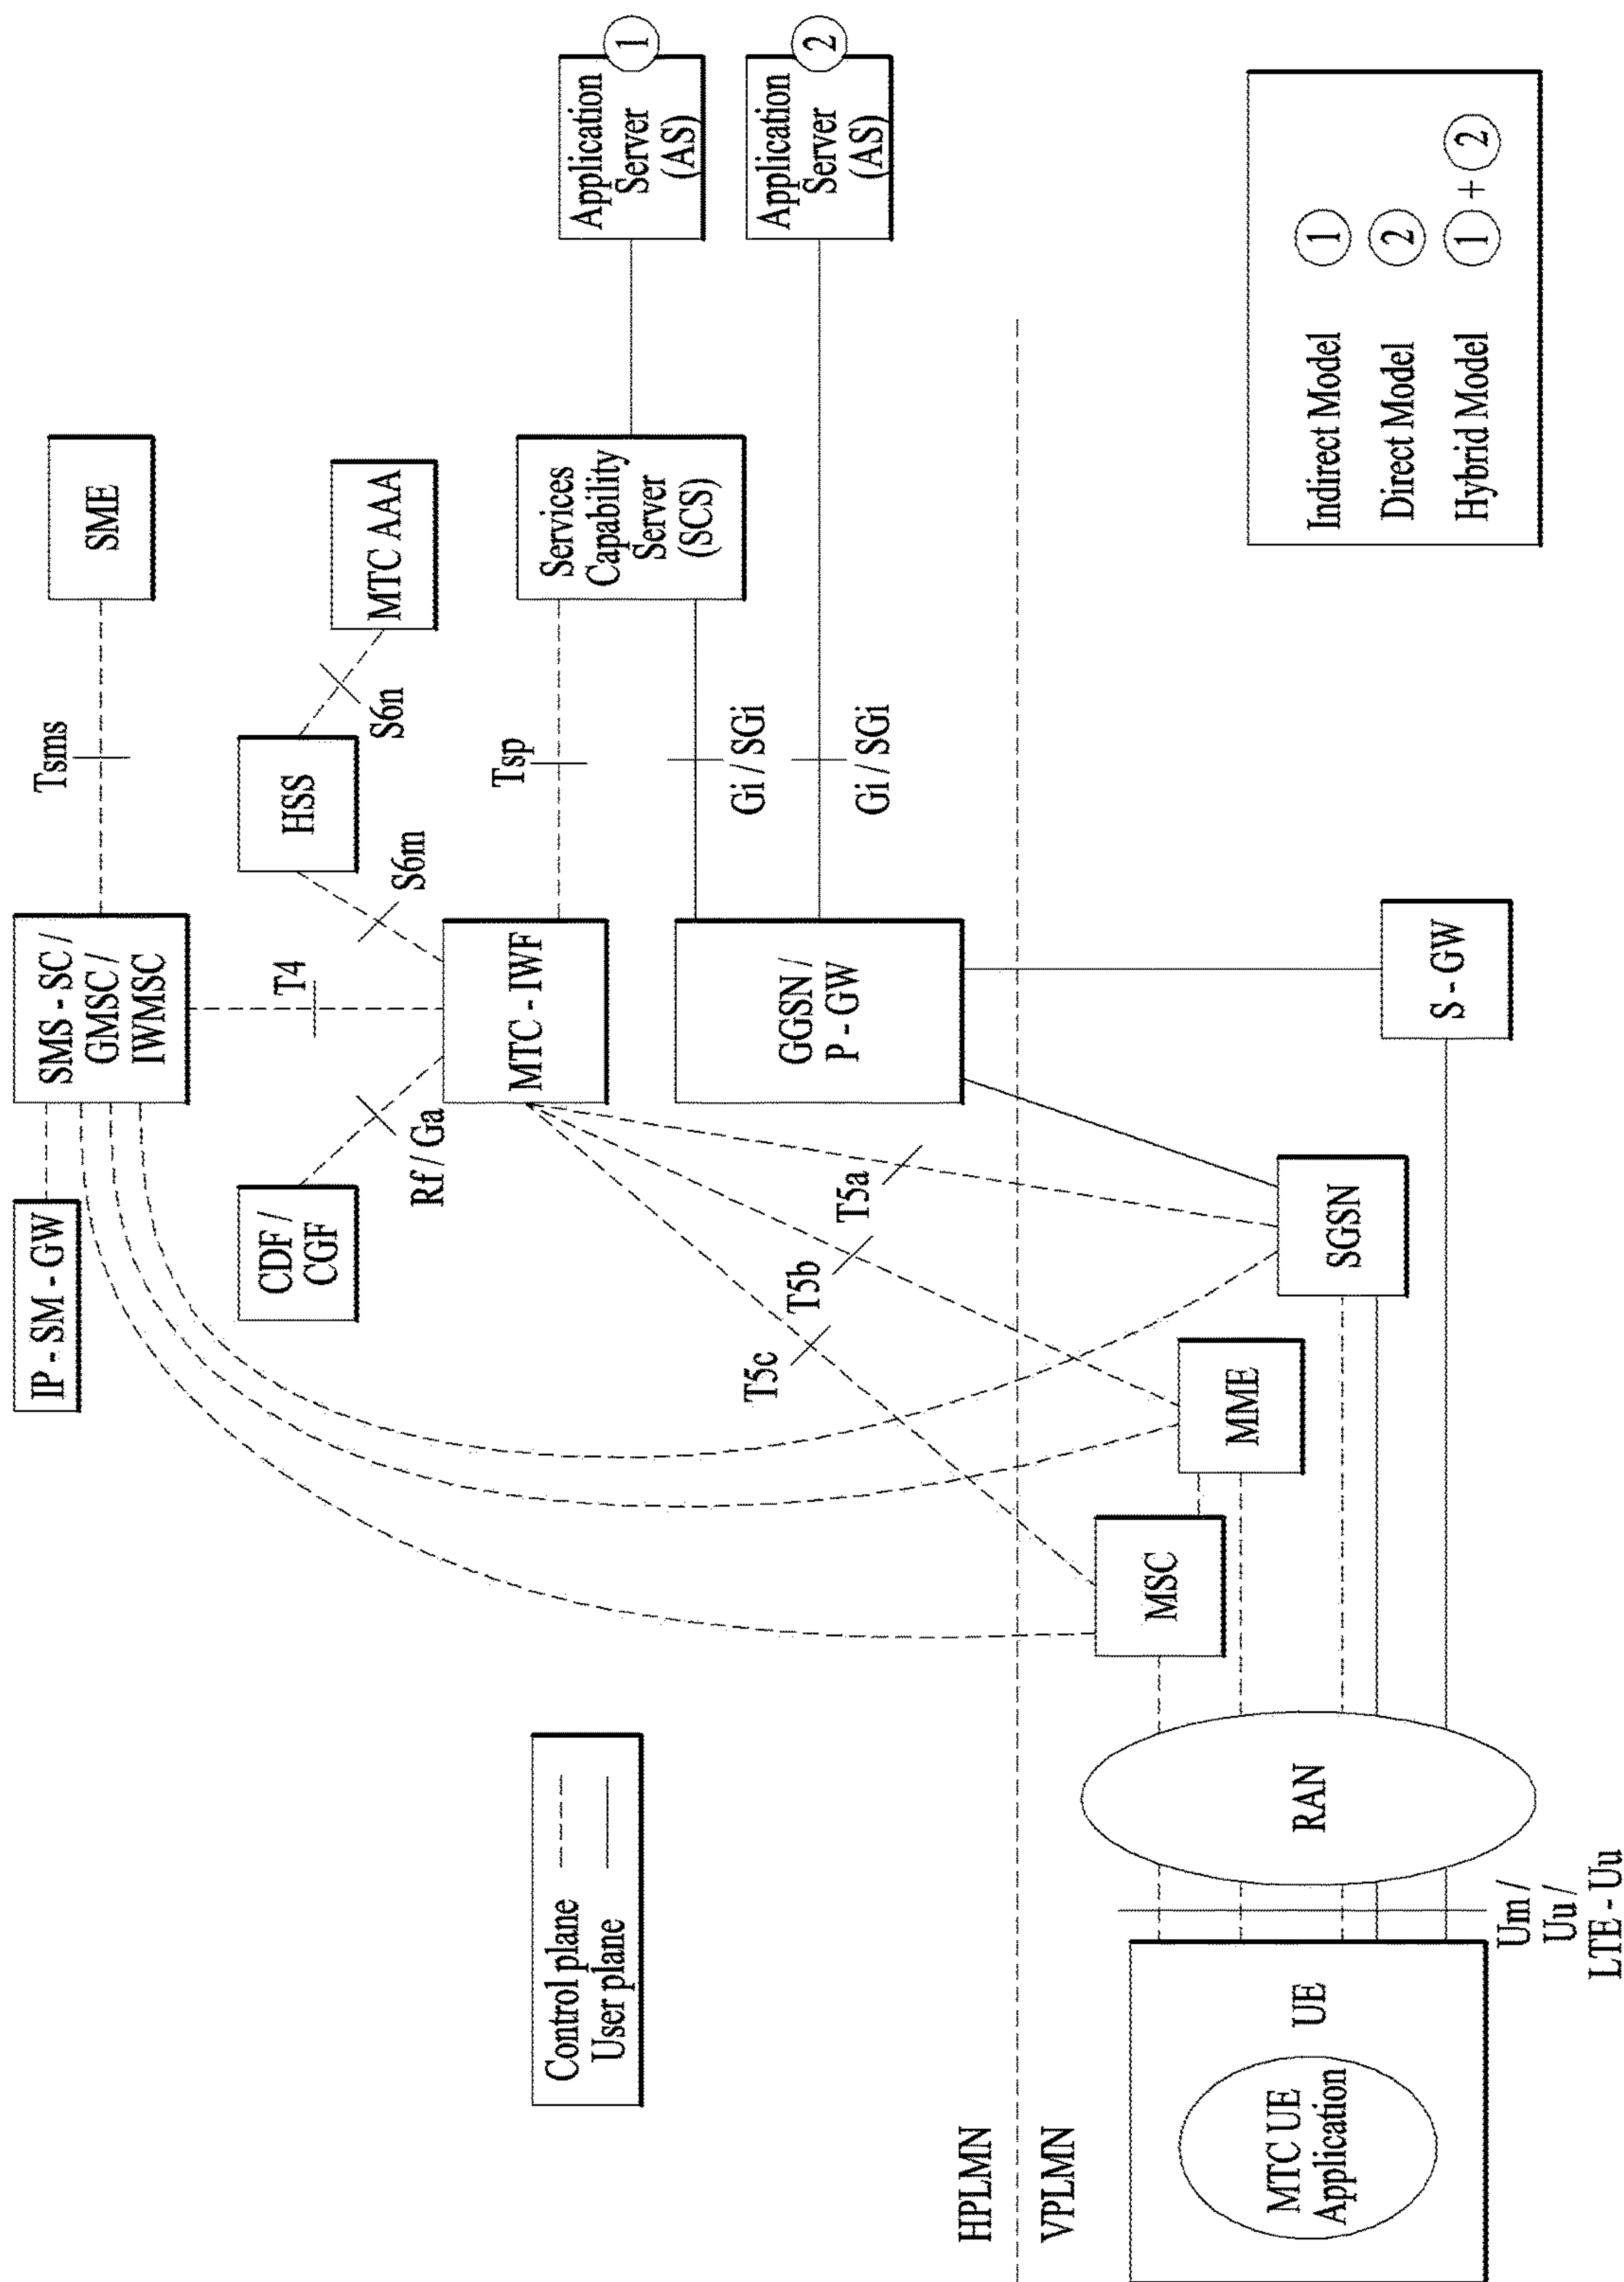 IP - SM - GW
SMS - SC /
GMSC /
IWMSC
Tsms
SME
CDF /
CGF
Rf / Ga
T4
HSS
S6m
S6n
MTC AAA
MTC - IWF
Tsp
Services
Capability
Server
(SCS)
Application
Server
(AS)
1
Control plane
User plane
GGSN /
P - GW
Gi / SGi
Gi / SGi
Application
Server
(AS)
2
T5c
T5b
T5a
HPLMN
VPLMN
MSC
MME
SGSN
S - GW
UE
MTC UE
Application
RAN
Um /
Uu /
LTE - Uu
Indirect Model 1
Direct Model 2
Hybrid Model 1 + 2